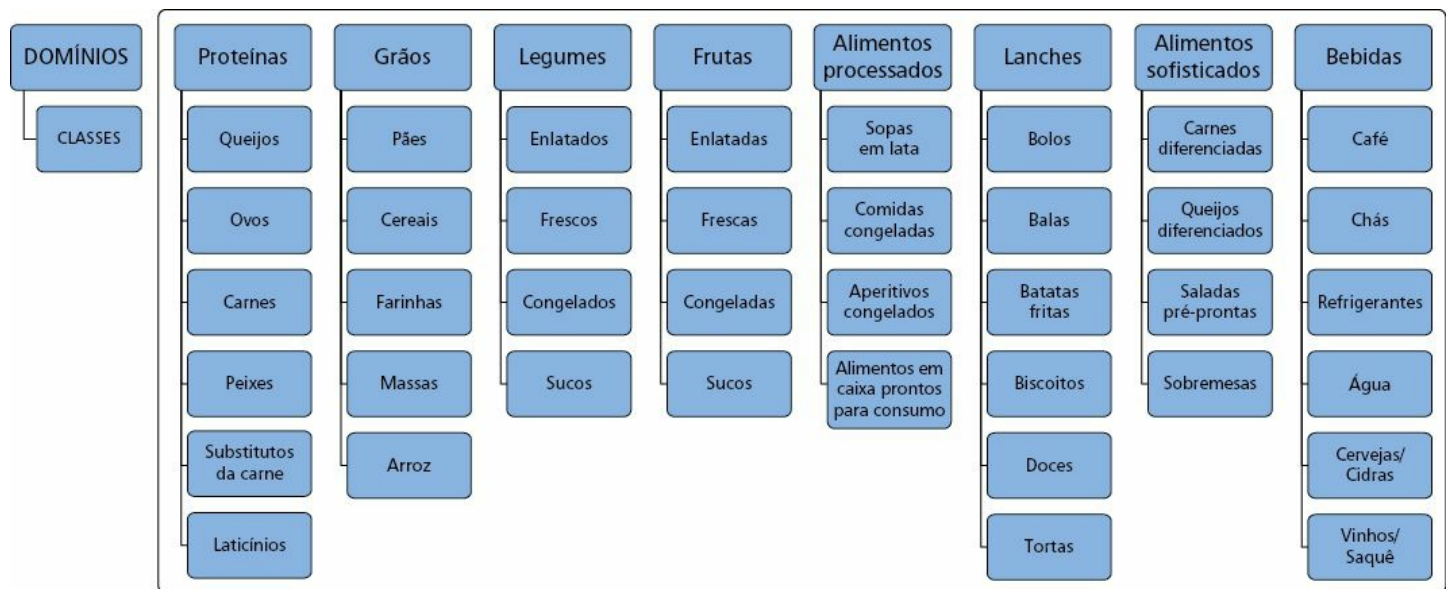 DOMÍNIOS
CLASSES
Proteínas
Queijos
Ovos
Carnes
Peixes
Substitutos
da carne
Laticínios
Grãos
Pães
Cereais
Farinhas
Massas
Arroz
Legumes
Enlatados
Frescos
Congelados
Sucos
Frutas
Enlatadas
Frescas
Congeladas
Sucos
Alimentos
processados
Sopas
em lata
Comidas
congeladas
Aperitivos
congelados
Alimentos em
caixa prontos
para consumo
Lanches
Bolos
Balas
Batatas
fritas
Biscoitos
Doces
Tortas
Alimentos
sofisticados
Carnes
diferenciadas
Queijos
diferenciados
Saladas
pré-prontas
Sobremesas
Bebidas
Café
Chás
Refrigerantes
Água
Cervejas/
Cidras
Vinhos/
Saquê